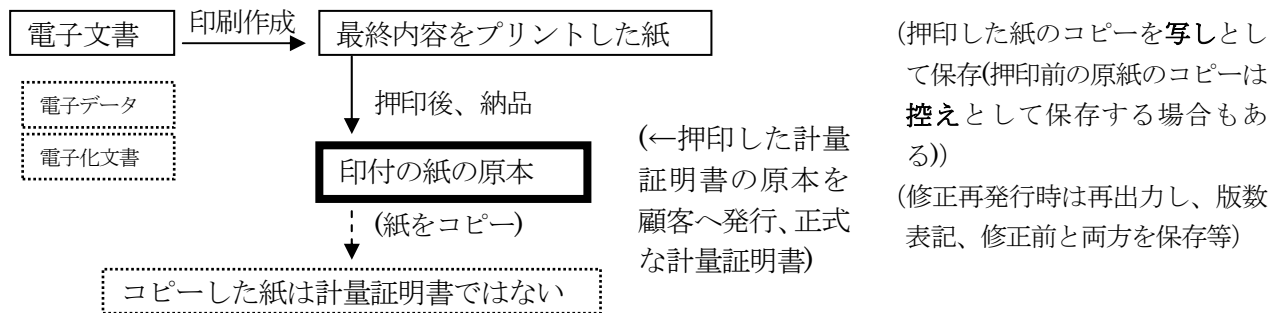 電子文書
印刷作成
最終内容をプリントした紙
電子データ
電子化文書
押印後、納品
印付の紙の原本
(紙をコピー)
コピーした紙は計量証明書ではない
(←押印した計量
証明書の原本を
顧客へ発行、正式
な計量証明書)
(押印した紙のコピーを写しとし
て保存(押印前の原紙のコピーは
控えとして保存する場合もあ
る))
(修正再発行時は再出力し、版数
表記、修正前と両方を保存等)